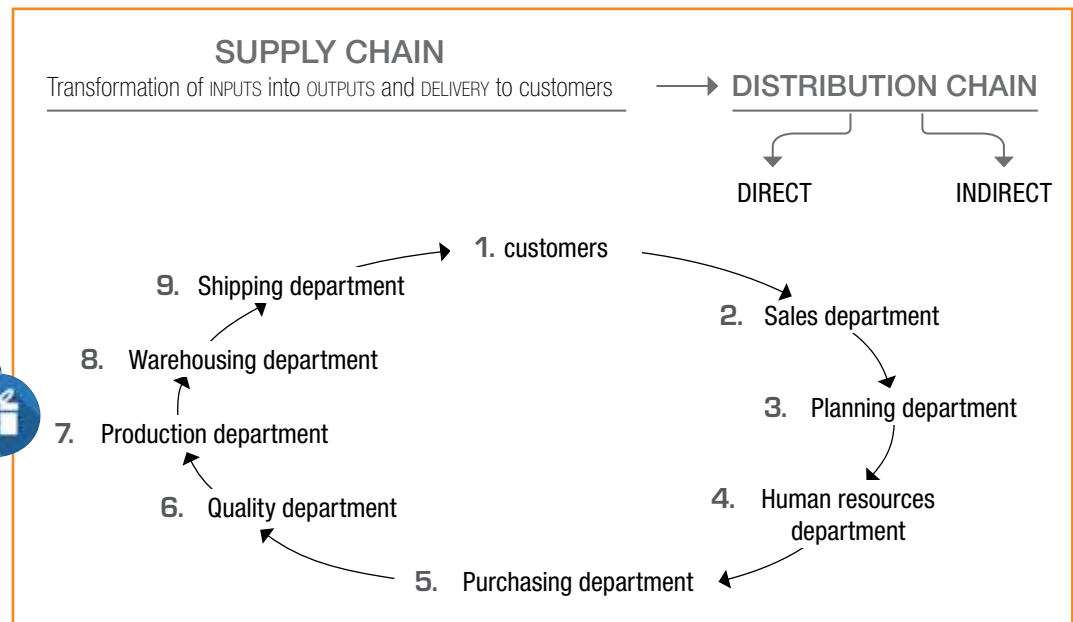 SUPPLY CHAIN
Transformation of INPUTS into OUTPUTS and DELIVERY to customers
DISTRIBUTION CHAIN
DIRECT
INDIRECT
1. customers
2. Sales department
3. Planning department
4. Human resources
department
5. Purchasing department
6. Quality department
7. Production department
8. Warehousing department
9. Shipping department